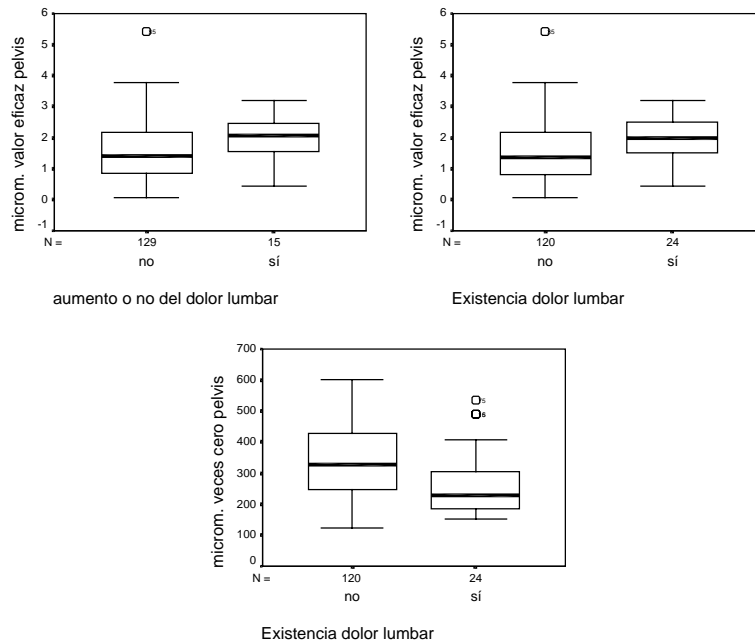 6
5
4
3
2
1
0
-1
microm. valor eficaz pelvis
N =
129
15
no
sí
aumento o no del dolor lumbar
6
5
4
3
2
1
0
-1
microm. valor eficaz pelvis
N =
120
24
no
sí
Existencia dolor lumbar
700
600
500
400
300
200
100
0
microm. veces cero pelvis
N =
120
24
no
sí
Existencia dolor lumbar